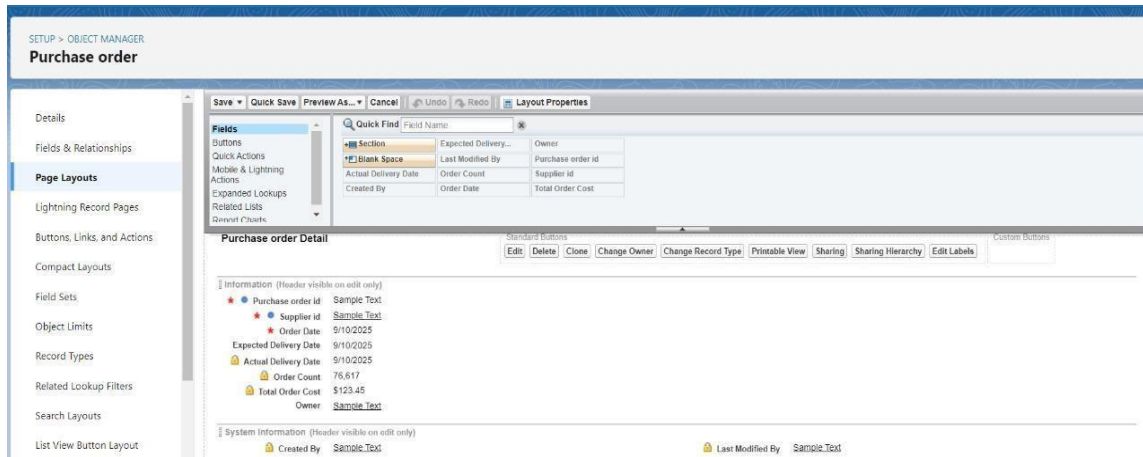 SETUP > OBJECT MANAGER
Purchase order
Details
Fields & Relationships
Page Layouts
Lightning Record Pages
Buttons, Links, and Actions
Compact Layouts
Field Sets
Object Limits
Record Types
Related Lookup Filters
Search Layouts
List View Button Layout
Save Quick Save Preview As... Cancel Undo Redo Layout Properties
Fields
Buttons
Quick Actions
Mobile & Lightning
Actions
Expanded Lookups
Related Lists
Report Charts
Quick Find Field Name
Section Expected Delivery... Owner
Blank Space Last Modified By Purchase order id
Actual Delivery Date Order Count Supplier id
Created By Order Date Total Order Cost
Purchase order Detail
Standard Buttons
Edit Delete Clone Change Owner Change Record Type Printable View Sharing Sharing Hierarchy Edit Labels
Custom Buttons
Information (Header visible on edit only)
Purchase order id Sample Text
Supplier id Sample Text
Order Date 9/10/2025
Expected Delivery Date 9/10/2025
Actual Delivery Date 9/10/2025
Order Count 76,617
Total Order Cost $123.45
Owner Sample Text
System Information (Header visible on edit only)
Created By Sample Text Last Modified By Sample Text